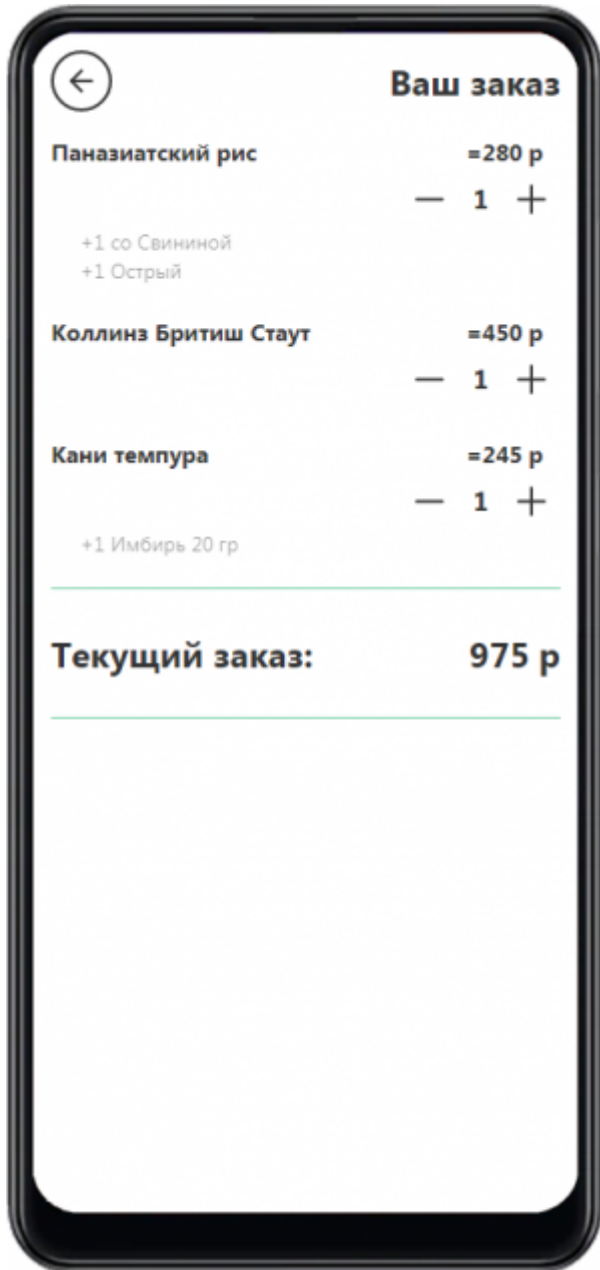 Ваш заказ
Паназиатский рис =280 р
— 1 +
+1 со Свининой
+1 Острый
Коллинз Бритиш Стаут =450 р
— 1 +
Кани темпура =245 р
— 1 +
+1 Имбирь 20 гр
Текущий заказ: 975 р